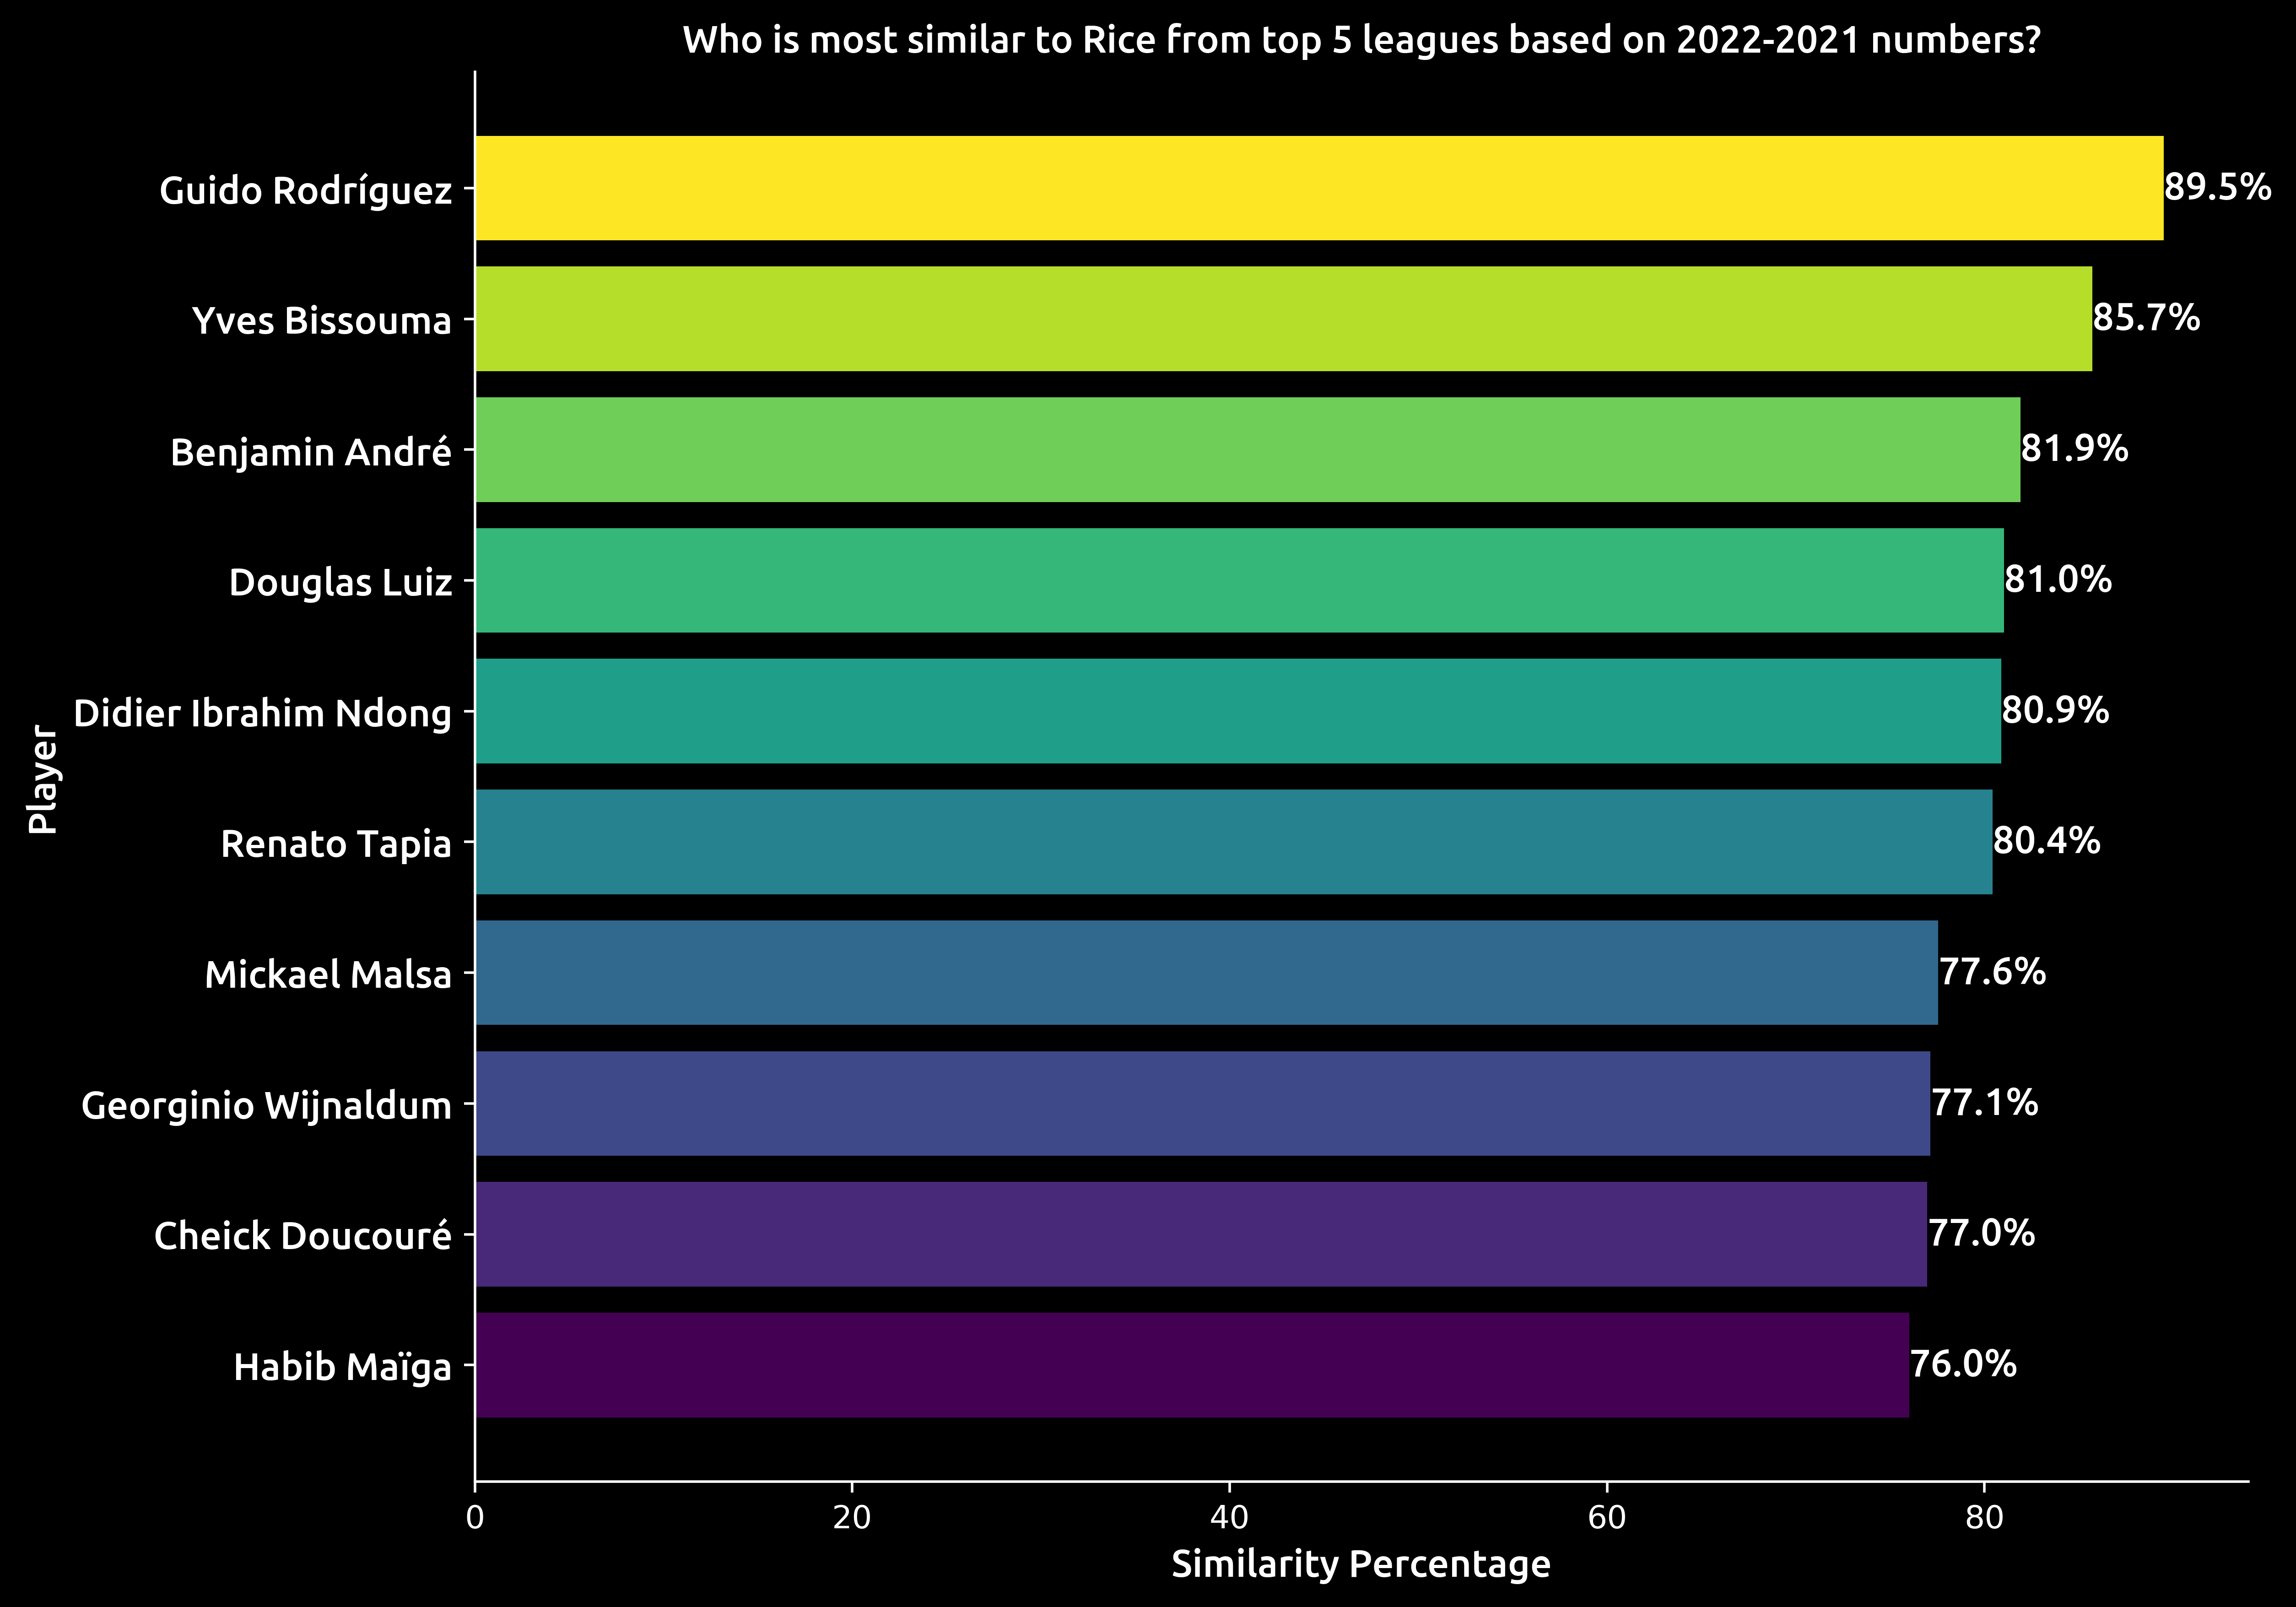 Who is most similar to Rice from top 5 leagues based on 2022-2021 numbers?
Guido Rodríguez
89.5%
Yves Bissouma
85.7%
Benjamin André
81.9%
Douglas Luiz
81.0%
Didier Ibrahim Ndong
80.9%
Renato Tapia
80.4%
Mickael Malsa
77.6%
Georginio Wijnaldum
77.1%
Cheick Doucouré
77.0%
Habib Maïga
76.0%
Player
0 20 40 60 80
Similarity Percentage